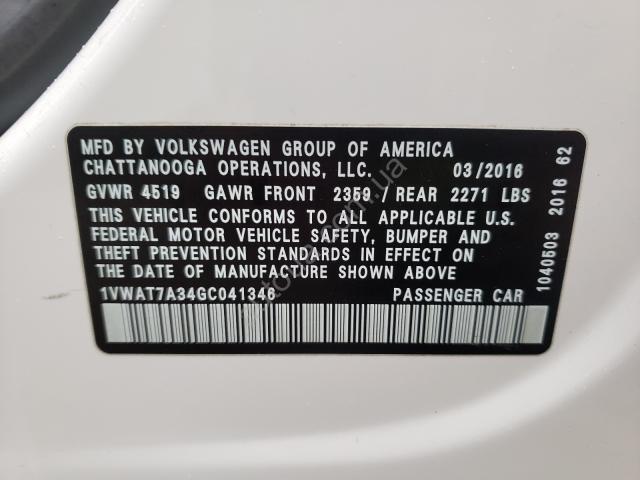 MFD BY VOLKSWAGEN GROUP OF AMERICA
CHATTANOOGA OPERATIONS, LLC. 03/2016
GVWR 4519 GAWR FRONT 2359 / REAR 2271 LBS
THIS VEHICLE CONFORMS TO ALL APPLICABLE U.S.
FEDERAL MOTOR VEHICLE SAFETY, BUMPER AND
THEFT PREVENTION STANDARDS IN EFFECT ON
THE DATE OF MANUFACTURE SHOWN ABOVE
1VWAT7A34GC041346 PASSENGER CAR
1040503 2016 62